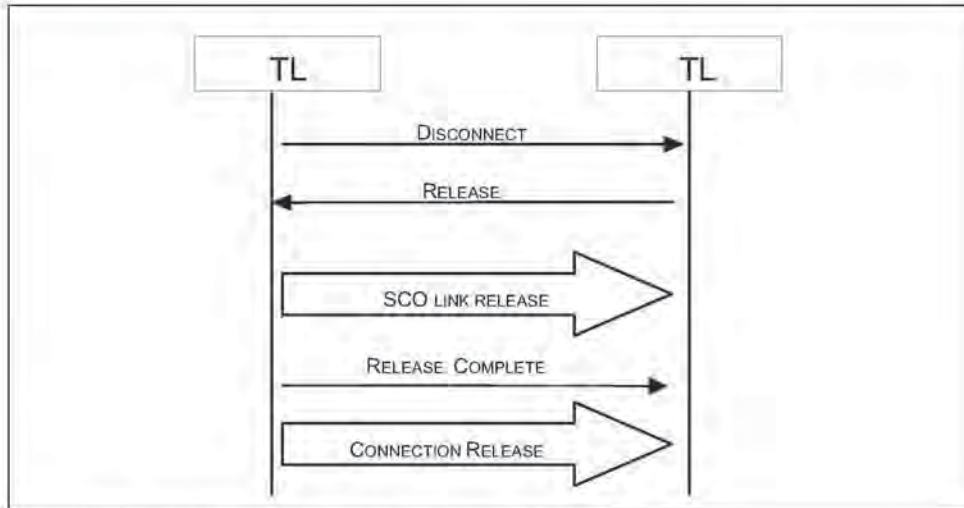 TL
TL
DISCONNECT
RELEASE
SCO LINK RELEASE
RELEASE COMPLETE
CONNECTION RELEASE